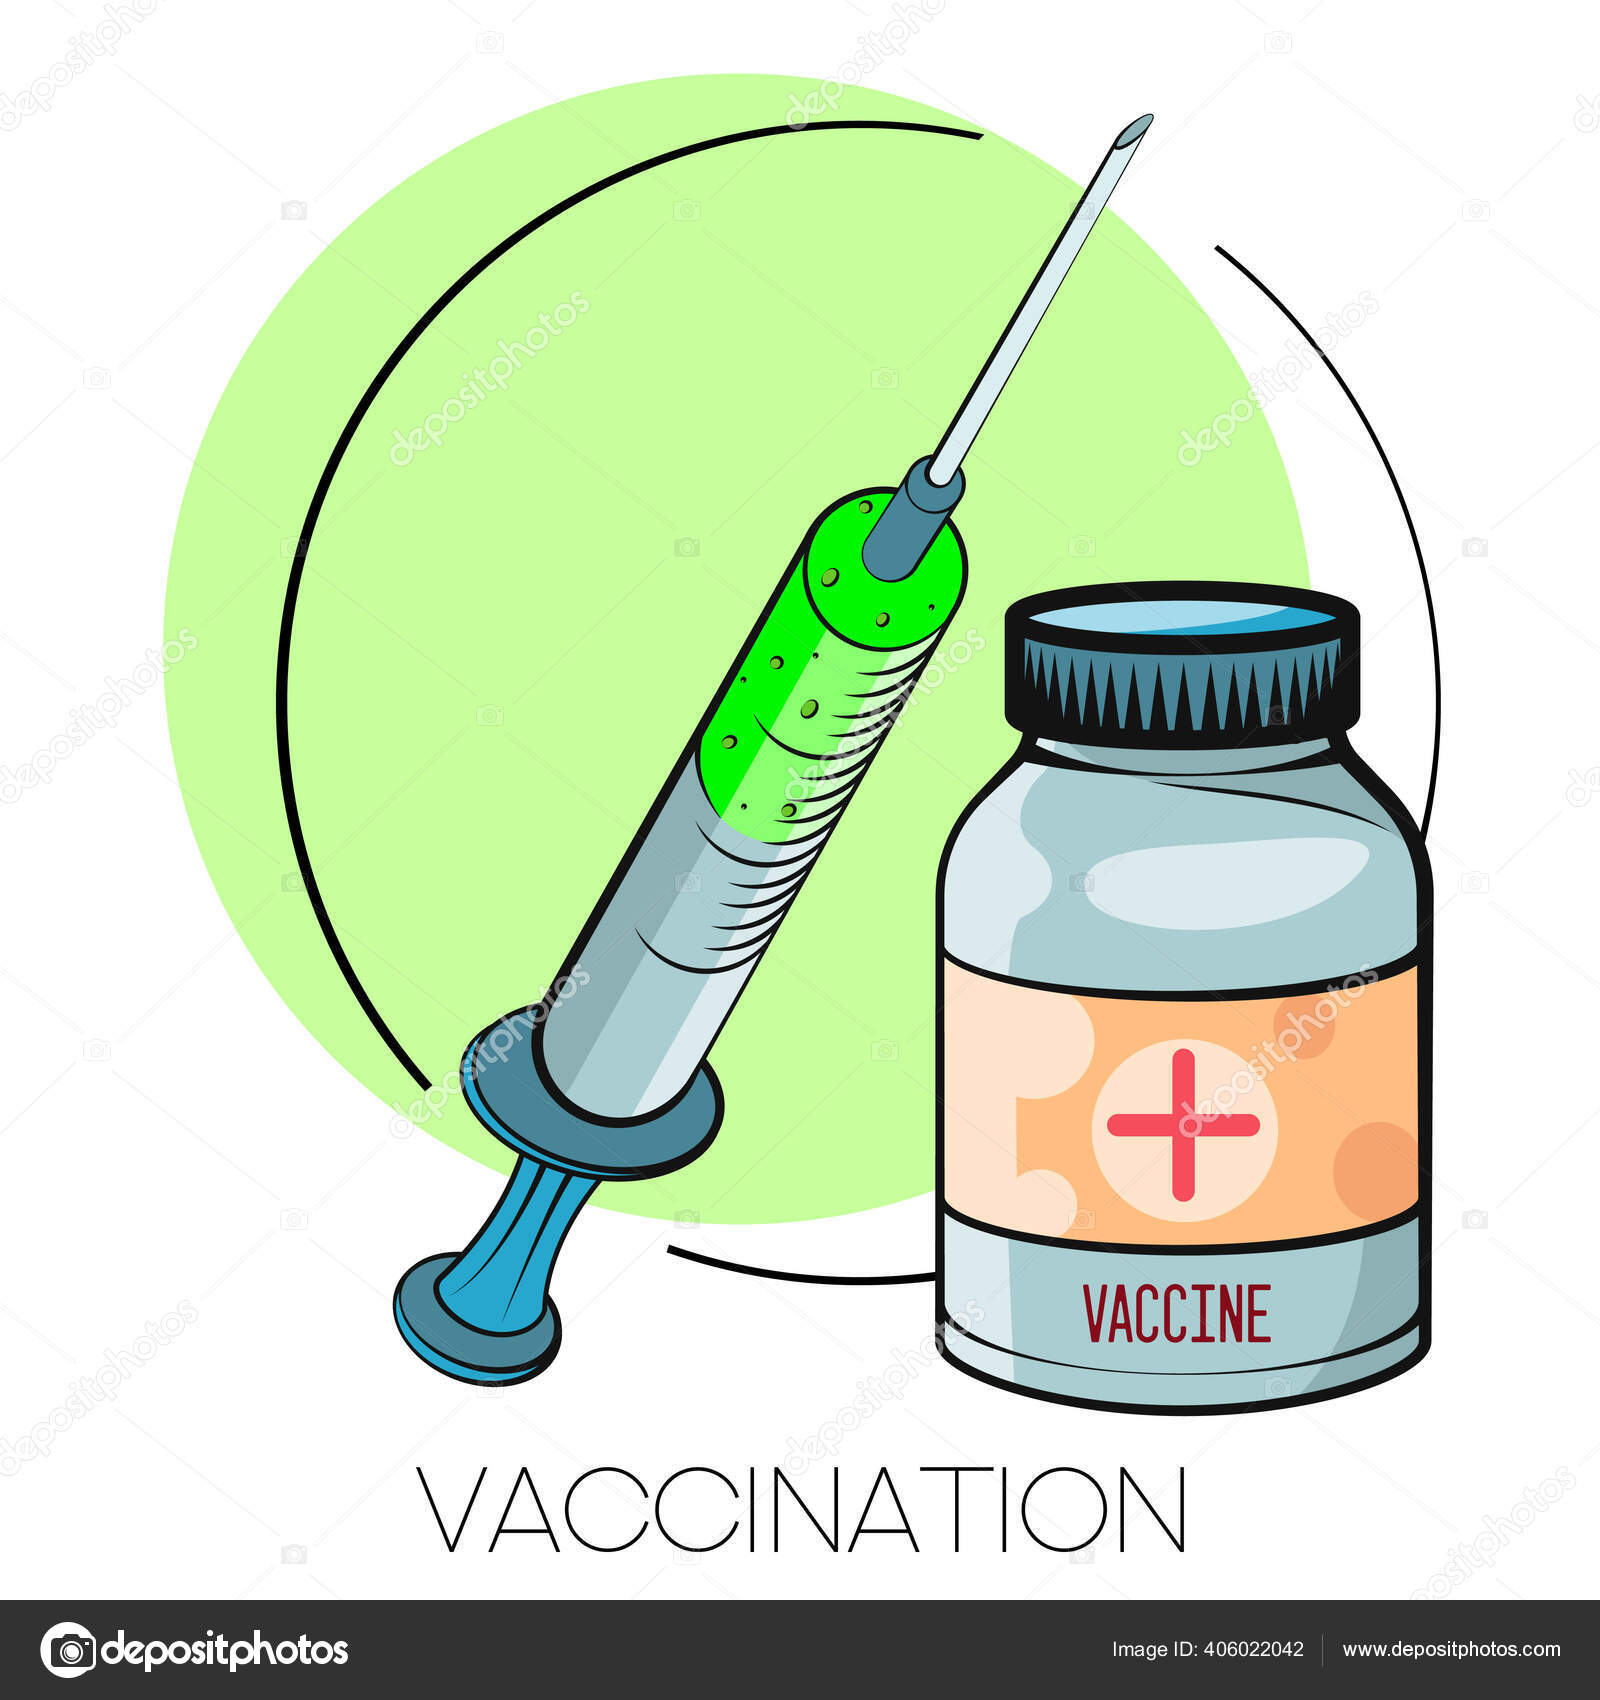 VACCINE
VACCINATION
depositphotos
Image ID: 406022042
www.depositphotos.com